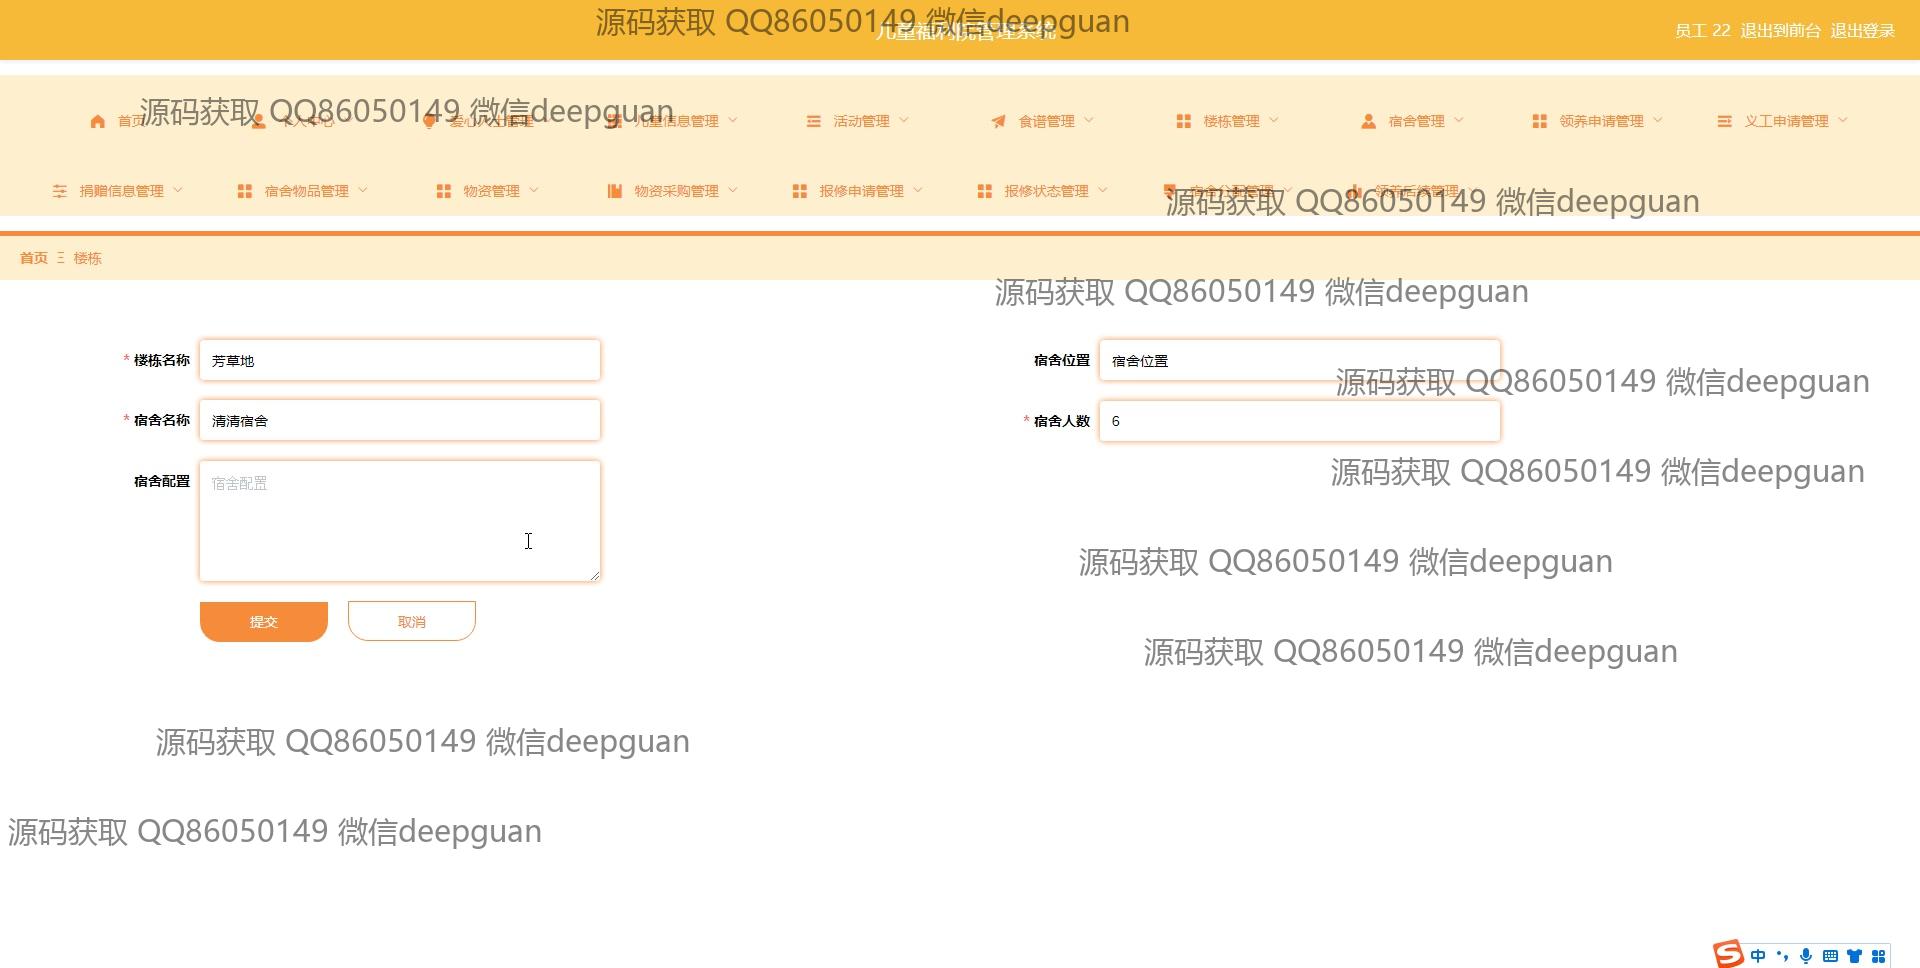 儿童福利院管理系统
员工 22 退出到前台 退出登录
源码获取 QQ86050149 微信deepguan
首页 个人中心 爱心人士管理 儿童信息管理 活动管理 食谱管理 楼栋管理 宿舍管理 领养申请管理 义工申请管理
源码获取 QQ86050149 微信deepguan
捐赠信息管理 宿舍物品管理 物资管理 物资采购管理 报修申请管理 报修状态管理 宿舍分配管理 领养后续管理
源码获取 QQ86050149 微信deepguan
首页 Ξ 楼栋
源码获取 QQ86050149 微信deepguan
* 楼栋名称 芳草地
宿舍位置 宿舍位置
源码获取 QQ86050149 微信deepguan
* 宿舍名称 清清宿舍
* 宿舍人数 6
源码获取 QQ86050149 微信deepguan
宿舍配置 宿舍配置
源码获取 QQ86050149 微信deepguan
提交 取消
源码获取 QQ86050149 微信deepguan
源码获取 QQ86050149 微信deepguan
源码获取 QQ86050149 微信deepguan
S 中